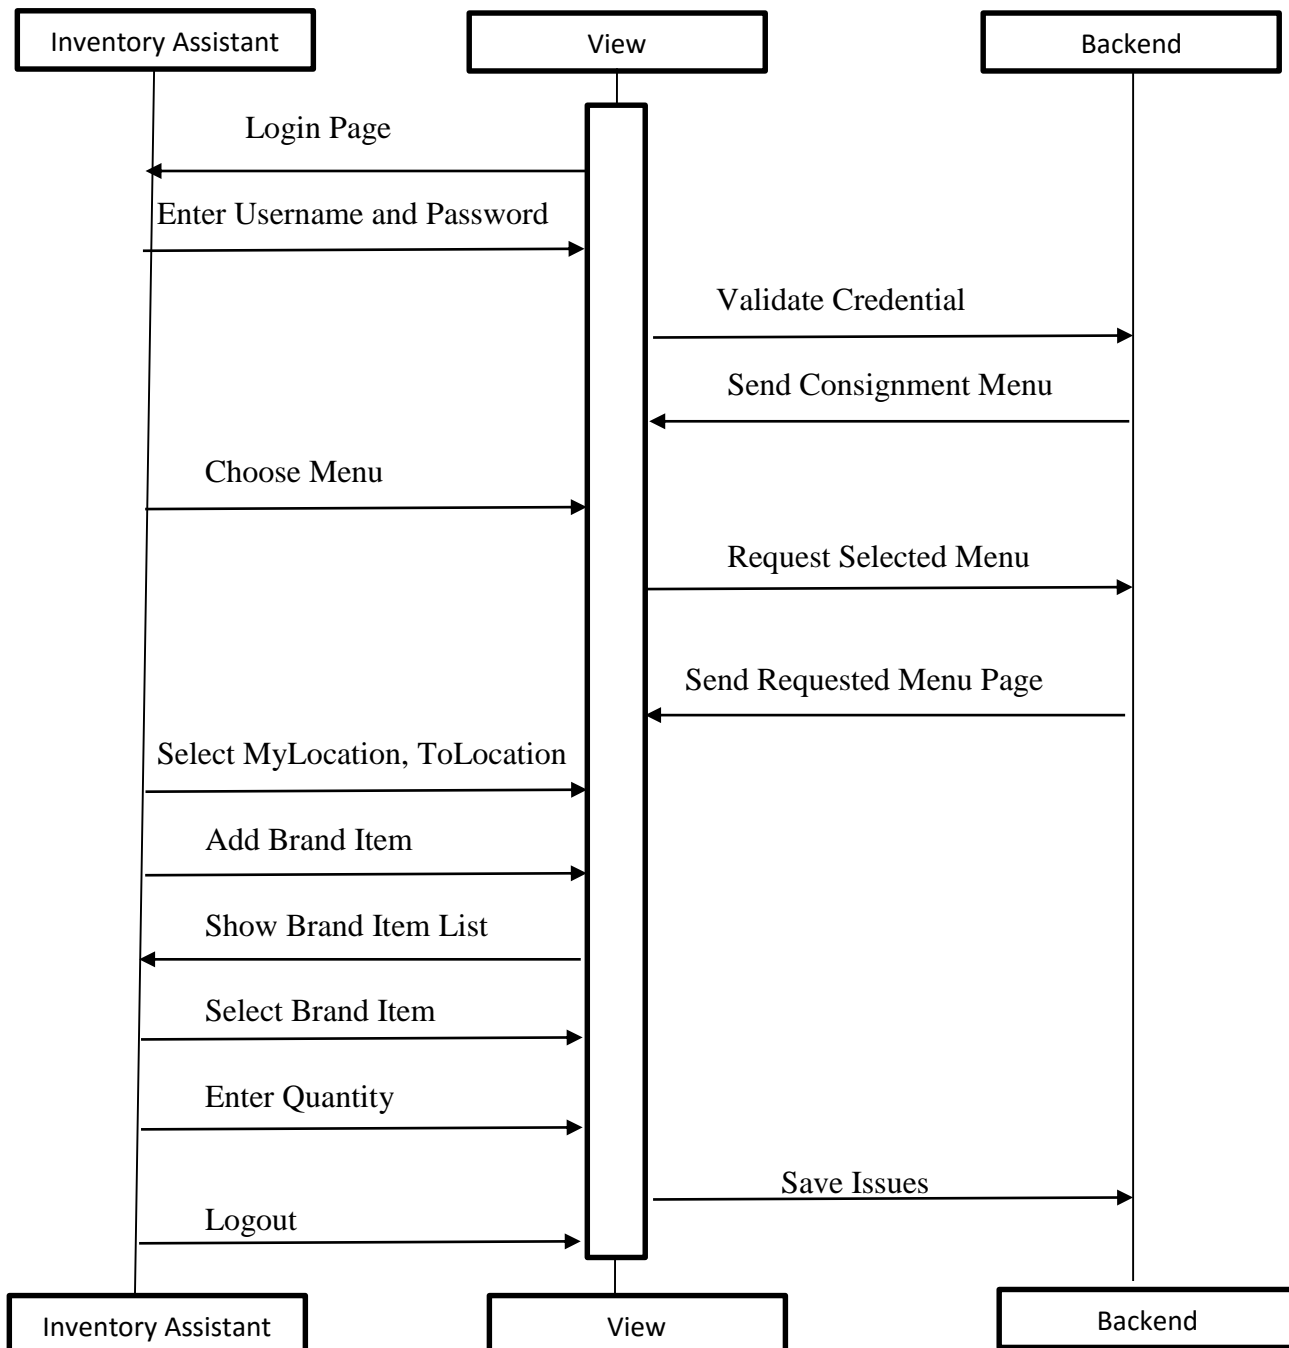 Inventory Assistant
View
Backend
Login Page
Enter Username and Password
Validate Credential
Send Consignment Menu
Choose Menu
Request Selected Menu
Send Requested Menu Page
Select MyLocation, ToLocation
Add Brand Item
Show Brand Item List
Select Brand Item
Enter Quantity
Save Issues
Logout
Inventory Assistant
View
Backend